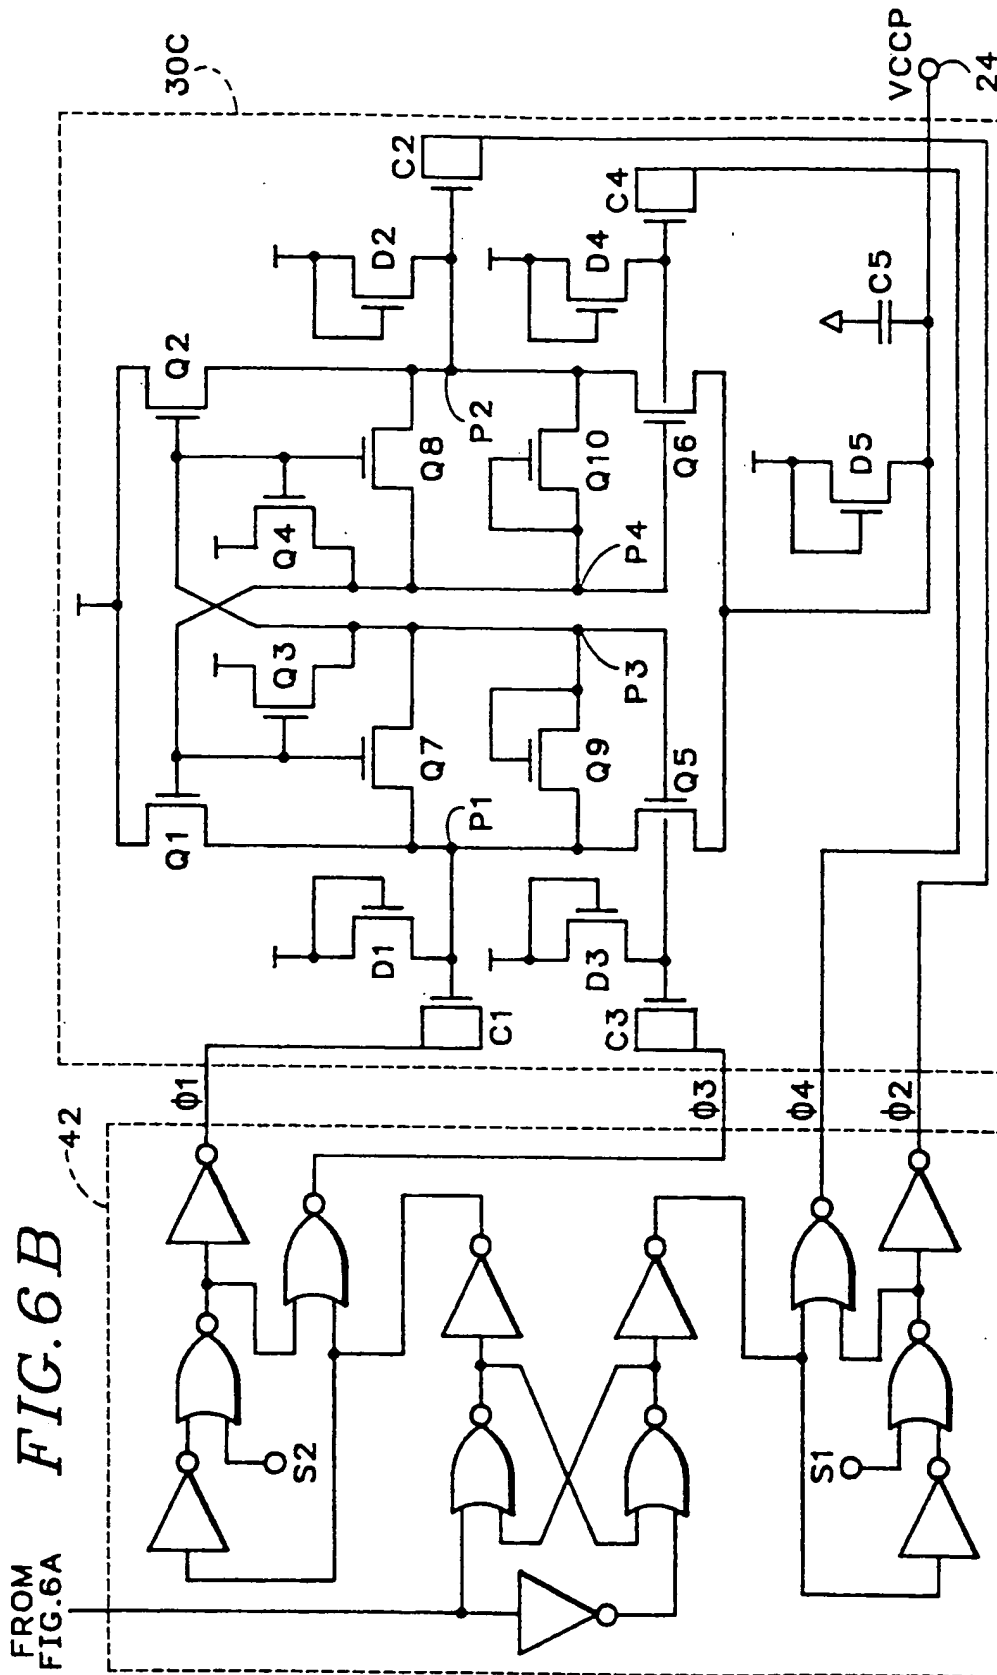 FIG. 6B
FROM
FIG.6A
42
30C
S2
S1
Φ1
Φ3
Φ4
Φ2
Q1
Q2
Q3
Q4
D1
D2
C1
C2
Q7
Q8
P1
P2
Q9
Q10
D3
D4
C3
C4
P3
P4
Q5
Q6
D5
C5
VCCP
24